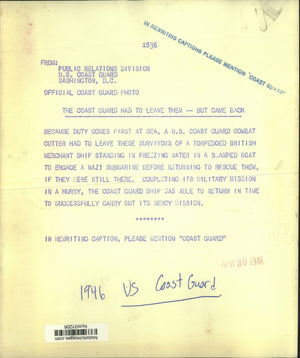 IN REWRITING CAPTIONS PLEASE MENTION "COAST GUARD"
1536
FROM:
PUBLIC RELATIONS DIVISION
U.S. COAST GUARD
WASHINGTON, D.C.
OFFICIAL COAST GUARD PHOTO
THE COAST GUARD HAD TO LEAVE THEM -- BUT CAME BACK
BECAUSE DUTY COMES FIRST AT SEA, A U.S. COAST GUARD COMBAT
CUTTER HAD TO LEAVE THESE SURVIVORS OF A TORPEDOED BRITISH
MERCHANT SHIP STANDING IN FREEZING WATER IN A SWAMPED BOAT
TO ENGAGE A NAZI SUBMARINE BEFORE RETURNING TO RESCUE THEM,
IF THEY WERE STILL THERE. COMPLETING ITS MILITARY MISSION
IN A HURRY, THE COAST GUARD SHIP WAS ABLE TO RETURN IN TIME
TO SUCCESSFULLY CARRY OUT ITS MERCY MISSION.
********
IN REWRITING CAPTION, PLEASE MENTION "COAST GUARD"
APR 30 1946
1946 US Coast Guard
Historicimages.com